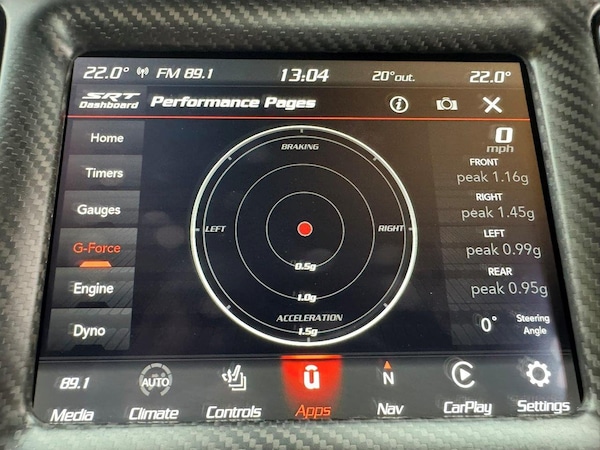 22.0° FM 89.1 13:04 20°out. 22.0°
SRT
Dashboard Performance Pages
Home
Timers
Gauges
G-Force
Engine
Dyno
BRAKING
LEFT
RIGHT
0.5g
1.0g
ACCELERATION
1.5g
0
mph
FRONT
peak 1.16g
RIGHT
peak 1.45g
LEFT
peak 0.99g
REAR
peak 0.95g
0° Steering
Angle
89.1 AUTO û N
Media Climate Controls Apps Nav CarPlay Settings